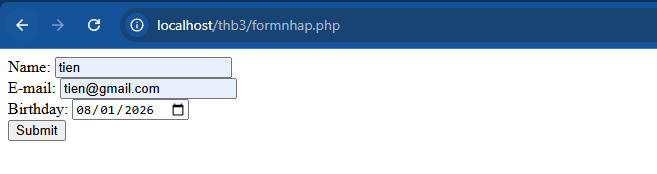 localhost/thb3/formnhap.php
Name: tien
E-mail: tien@gmail.com
Birthday: 08/01/2026
Submit